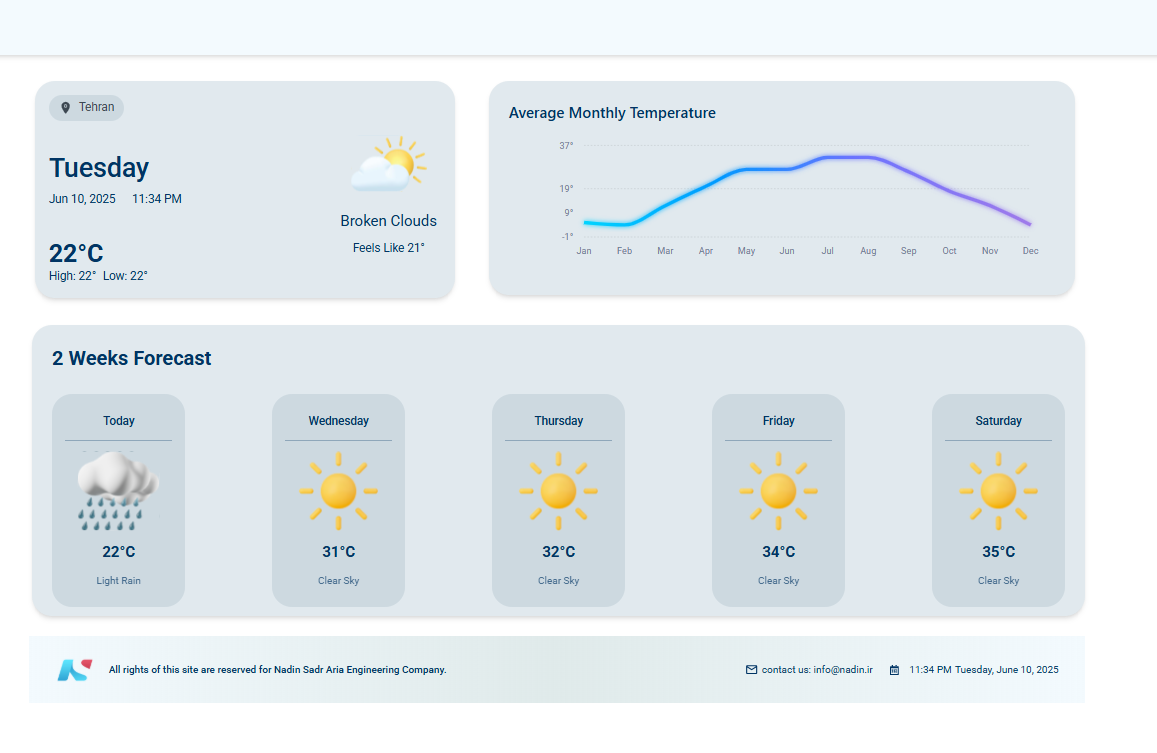 Tehran
Tuesday
Jun 10, 2025 11:34 PM
22°C
High: 22° Low: 22°
Broken Clouds
Feels Like 21°
Average Monthly Temperature
37°
19°
9°
-1°
Jan Feb Mar Apr May Jun Jul Aug Sep Oct Nov Dec
2 Weeks Forecast
Today
22°C
Light Rain
Wednesday
31°C
Clear Sky
Thursday
32°C
Clear Sky
Friday
34°C
Clear Sky
Saturday
35°C
Clear Sky
All rights of this site are reserved for Nadin Sadr Aria Engineering Company.
contact us: info@nadin.ir 11:34 PM Tuesday, June 10, 2025